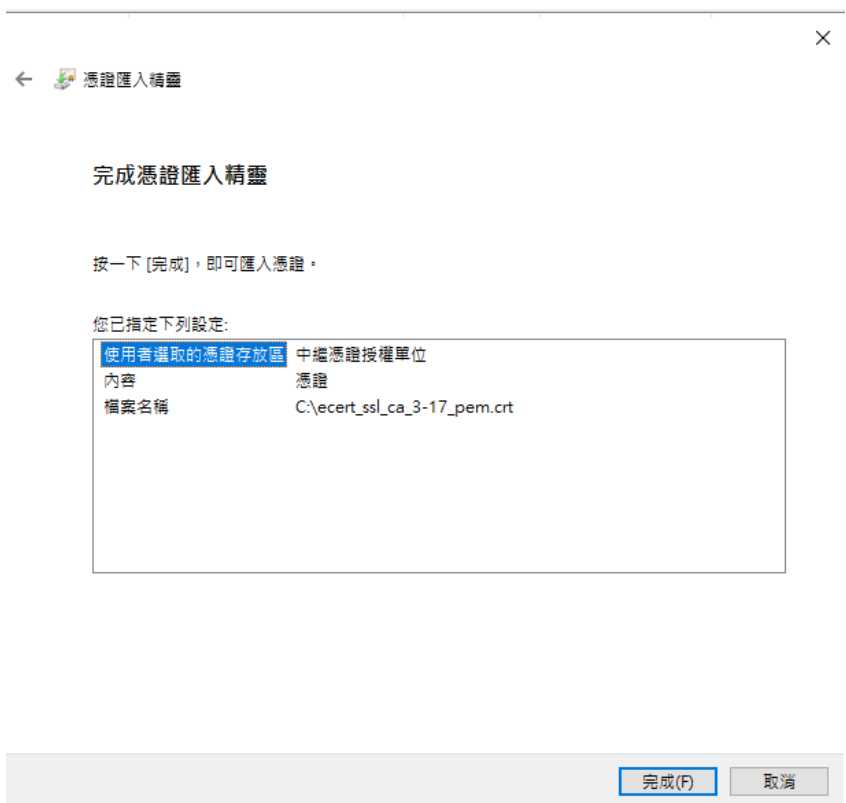 憑證匯入精靈
完成憑證匯入精靈
按一下 [完成]，即可匯入憑證。
您已指定下列設定:
使用者選取的憑證存放區 中繼憑證授權單位
內容 憑證
檔案名稱 C:\ecert_ssl_ca_3-17_pem.crt
完成(F) 取消